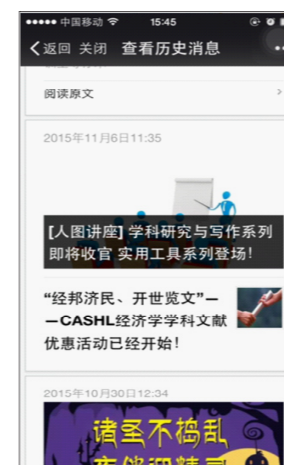 中国移动 15:45
返回 关闭 查看历史消息
阅读原文
2015年11月6日11:35
[人图讲座] 学科研究与写作系列
即将收官 实用工具系列登场！
“经邦济民、开世览文”—
—CASHL经济学学科文献
优惠活动已经开始！
2015年10月30日12:34
诸圣不捣乱